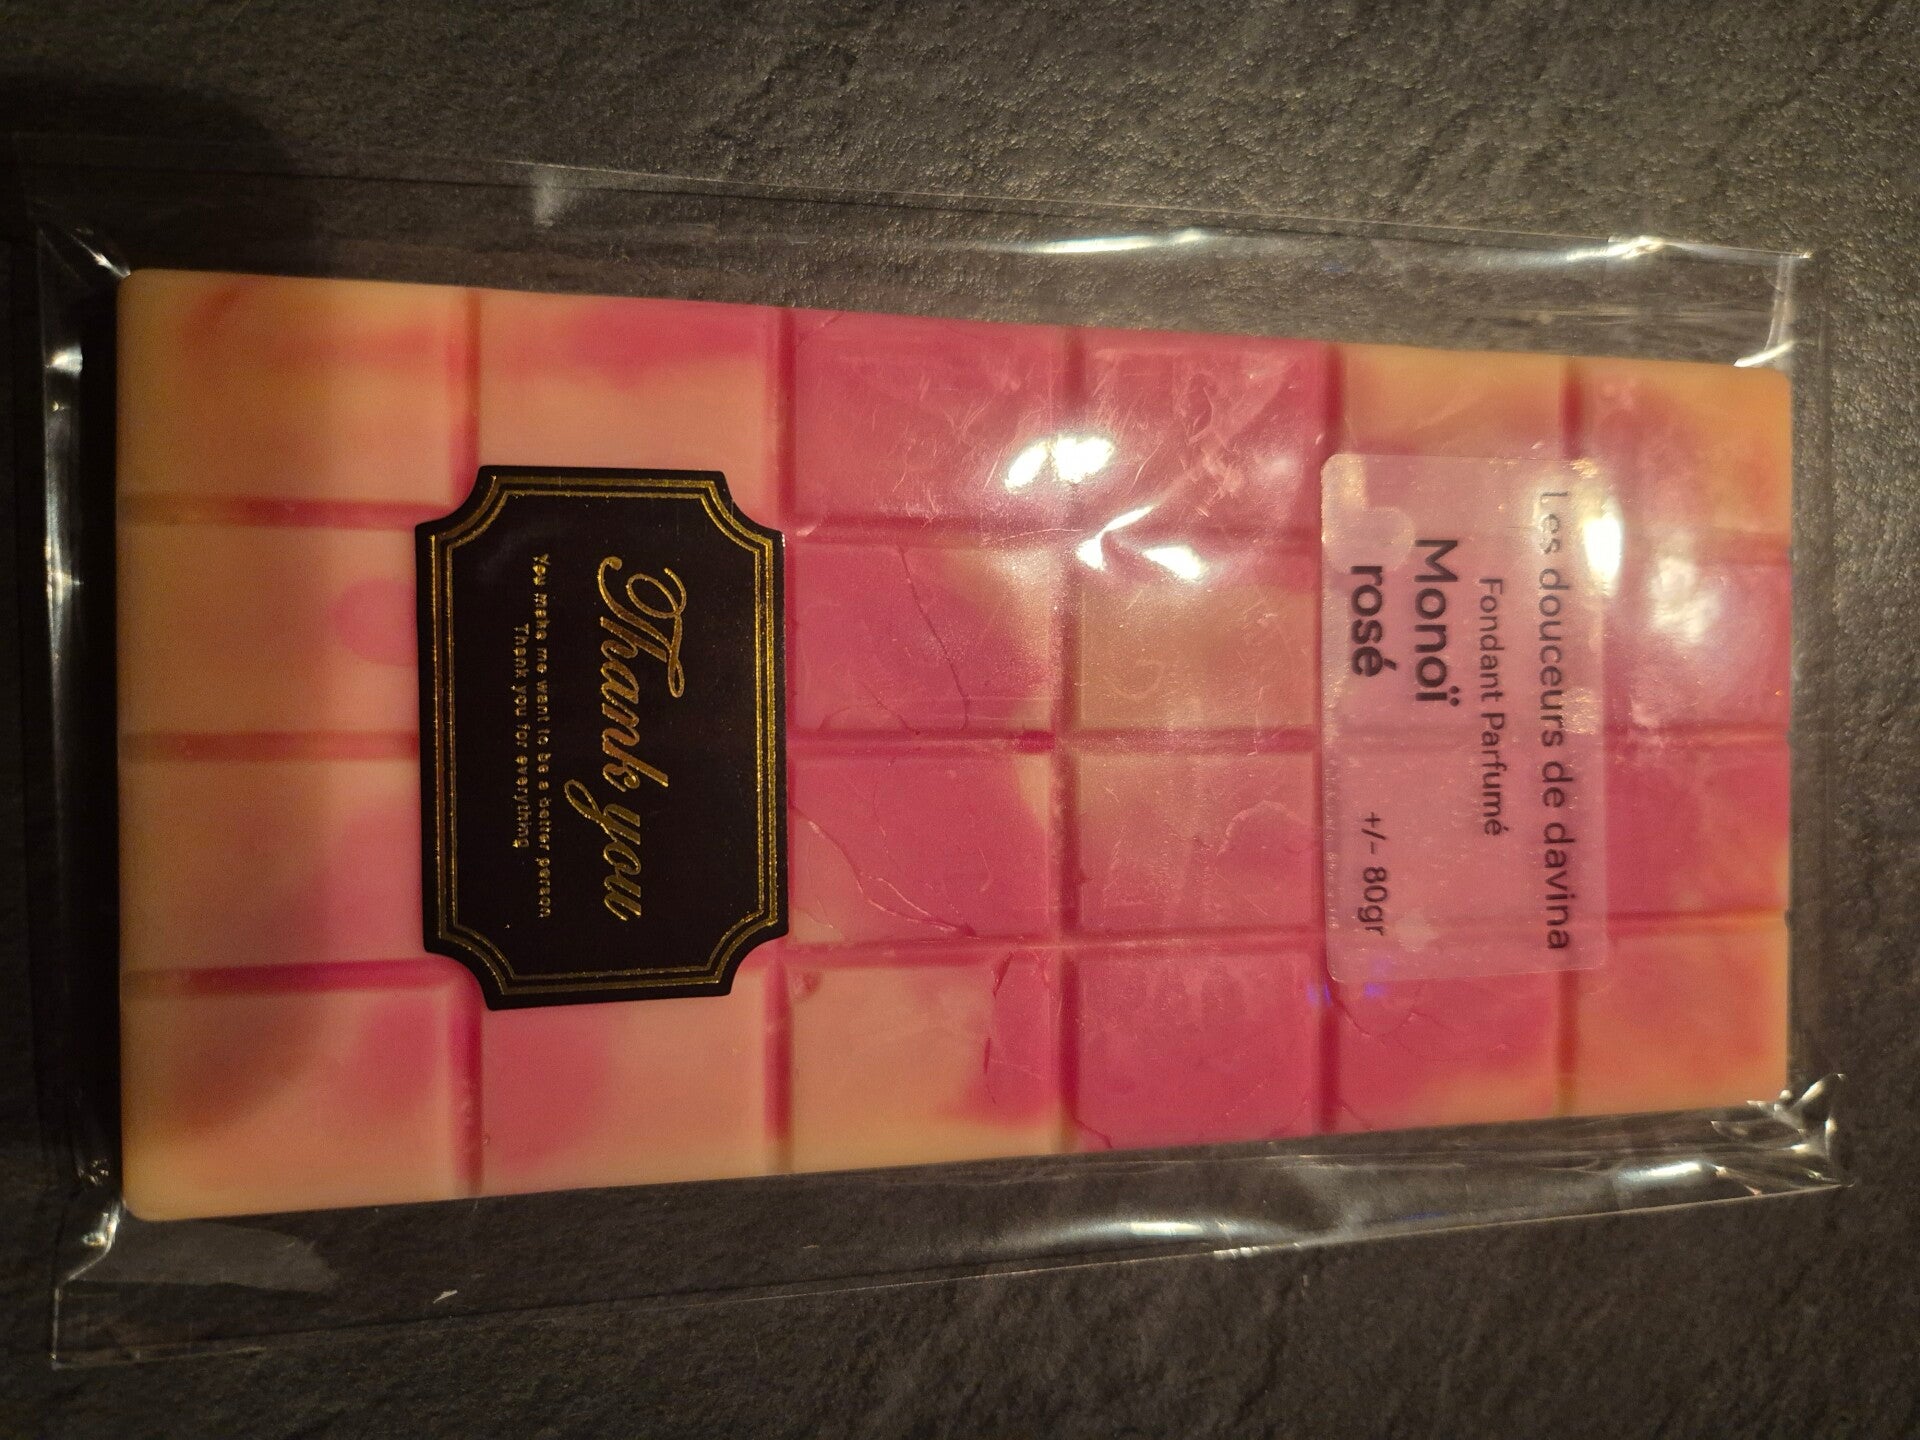 Les douceurs de davina
Fondant Parfumé
Monoï
rosé
+/- 80gr
Thank you
You make me want to be a better person
Thank you for everything